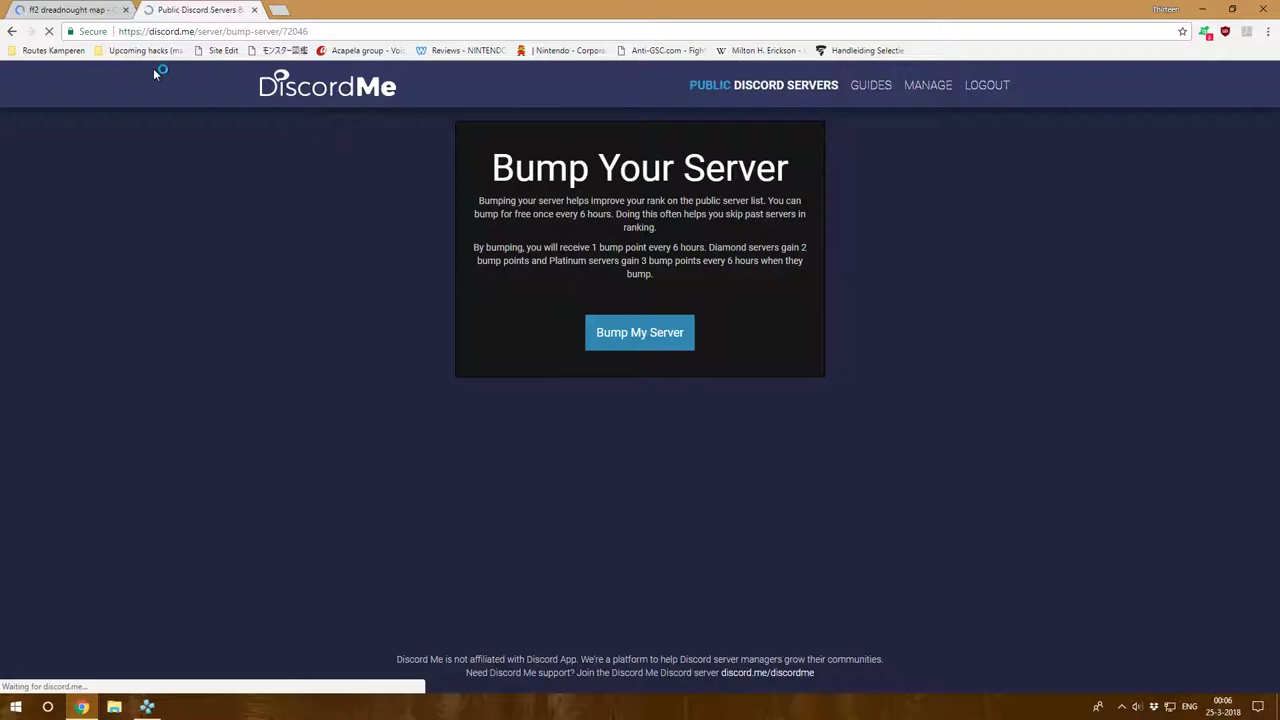 ff2 dreadnought map - G
Public Discord Servers &
Thirteen
Secure
https://discord.me/server/bump-server/72046
Routes Kamperen
Upcoming hacks (ma
Site Edit
モンスター図鑑
Acapela group - Voic
Reviews - NINTENDO
| Nintendo - Corpora
Anti-GSC.com - Figh
Milton H. Erickson -
Handleiding Selectie
DiscordMe
PUBLIC DISCORD SERVERS
GUIDES
MANAGE
LOGOUT
Bump Your Server
Bumping your server helps improve your rank on the public server list. You can
bump for free once every 6 hours. Doing this often helps you skip past servers in
ranking.
By bumping, you will receive 1 bump point every 6 hours. Diamond servers gain 2
bump points and Platinum servers gain 3 bump points every 6 hours when they
bump.
Bump My Server
Discord Me is not affiliated with Discord App. We're a platform to help Discord server managers grow their communities.
Need Discord Me support? Join the Discord Me Discord server discord.me/discordme
Waiting for discord.me...
ENG
00:06
25-3-2018